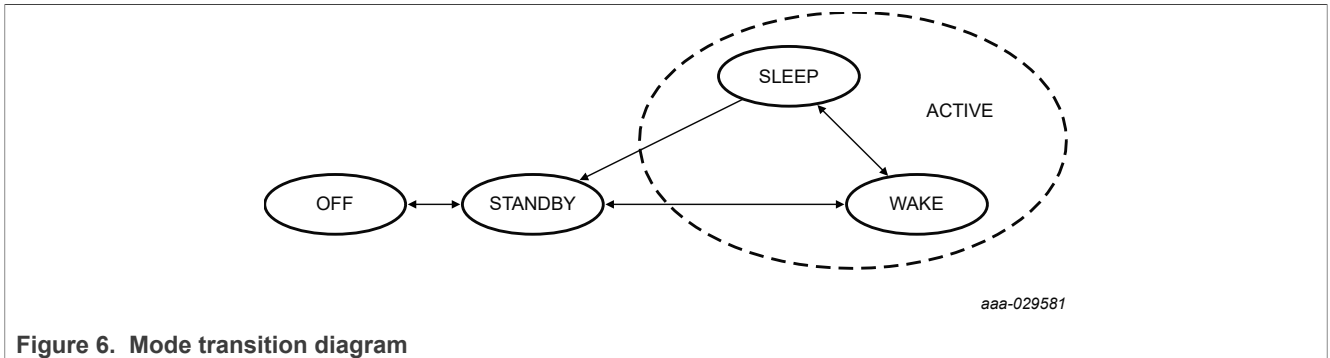 SLEEP
ACTIVE
OFF
STANDBY
WAKE
aaa-029581
Figure 6. Mode transition diagram